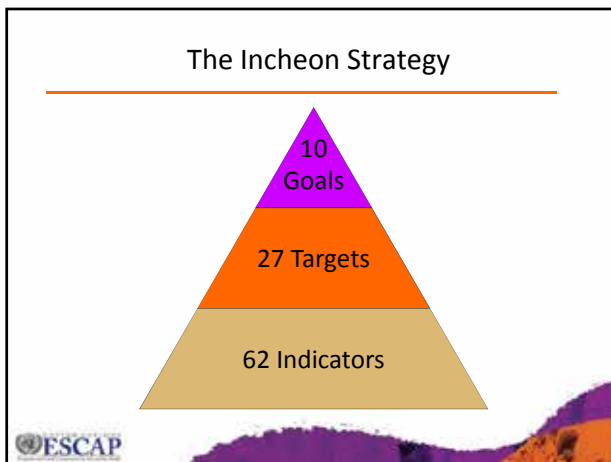 The Incheon Strategy
10
Goals
27 Targets
62 Indicators
ESCAP